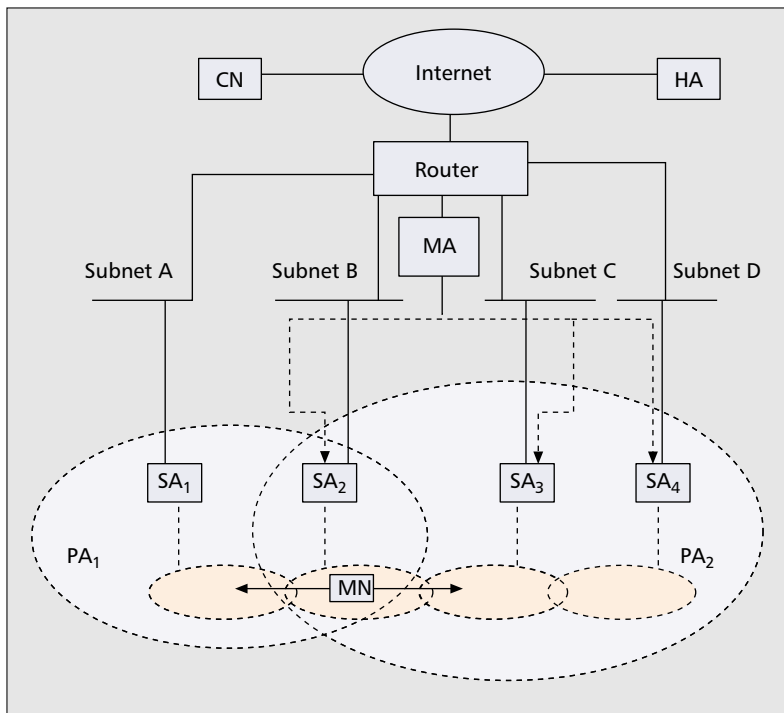 Internet
CN
HA
Router
MA
Subnet A
Subnet B
Subnet C
Subnet D
SA₁
SA₂
SA₃
SA₄
PA₁
PA₂
MN